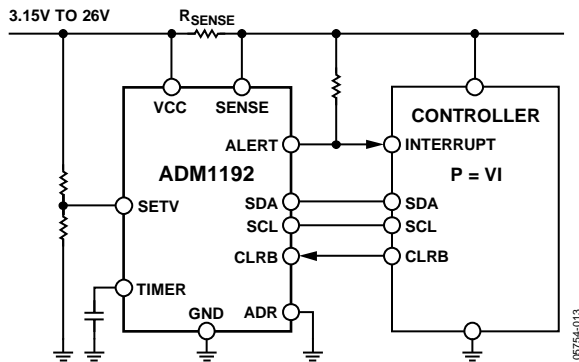 3.15V TO 26V
RSENSE
VCC
SENSE
ALERT
ADM1192
SETV
SDA
SCL
CLRB
TIMER
GND
ADR
CONTROLLER
INTERRUPT
P = VI
SDA
SCL
CLRB
05754-013